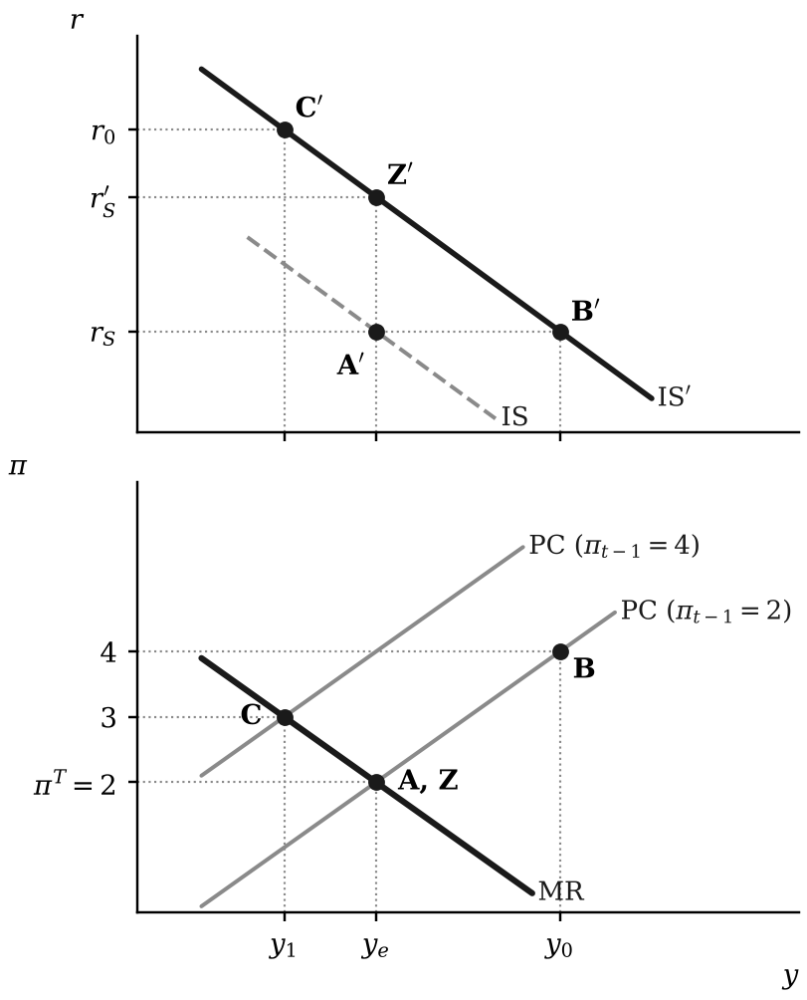 r
C′
r₀
Z′
r′S
B′
rS
A′
IS′
IS
π
PC (πₜ₋₁ = 4)
PC (πₜ₋₁ = 2)
4
B
C
3
πᵀ = 2
A, Z
MR
y₁
yₑ
y₀
y